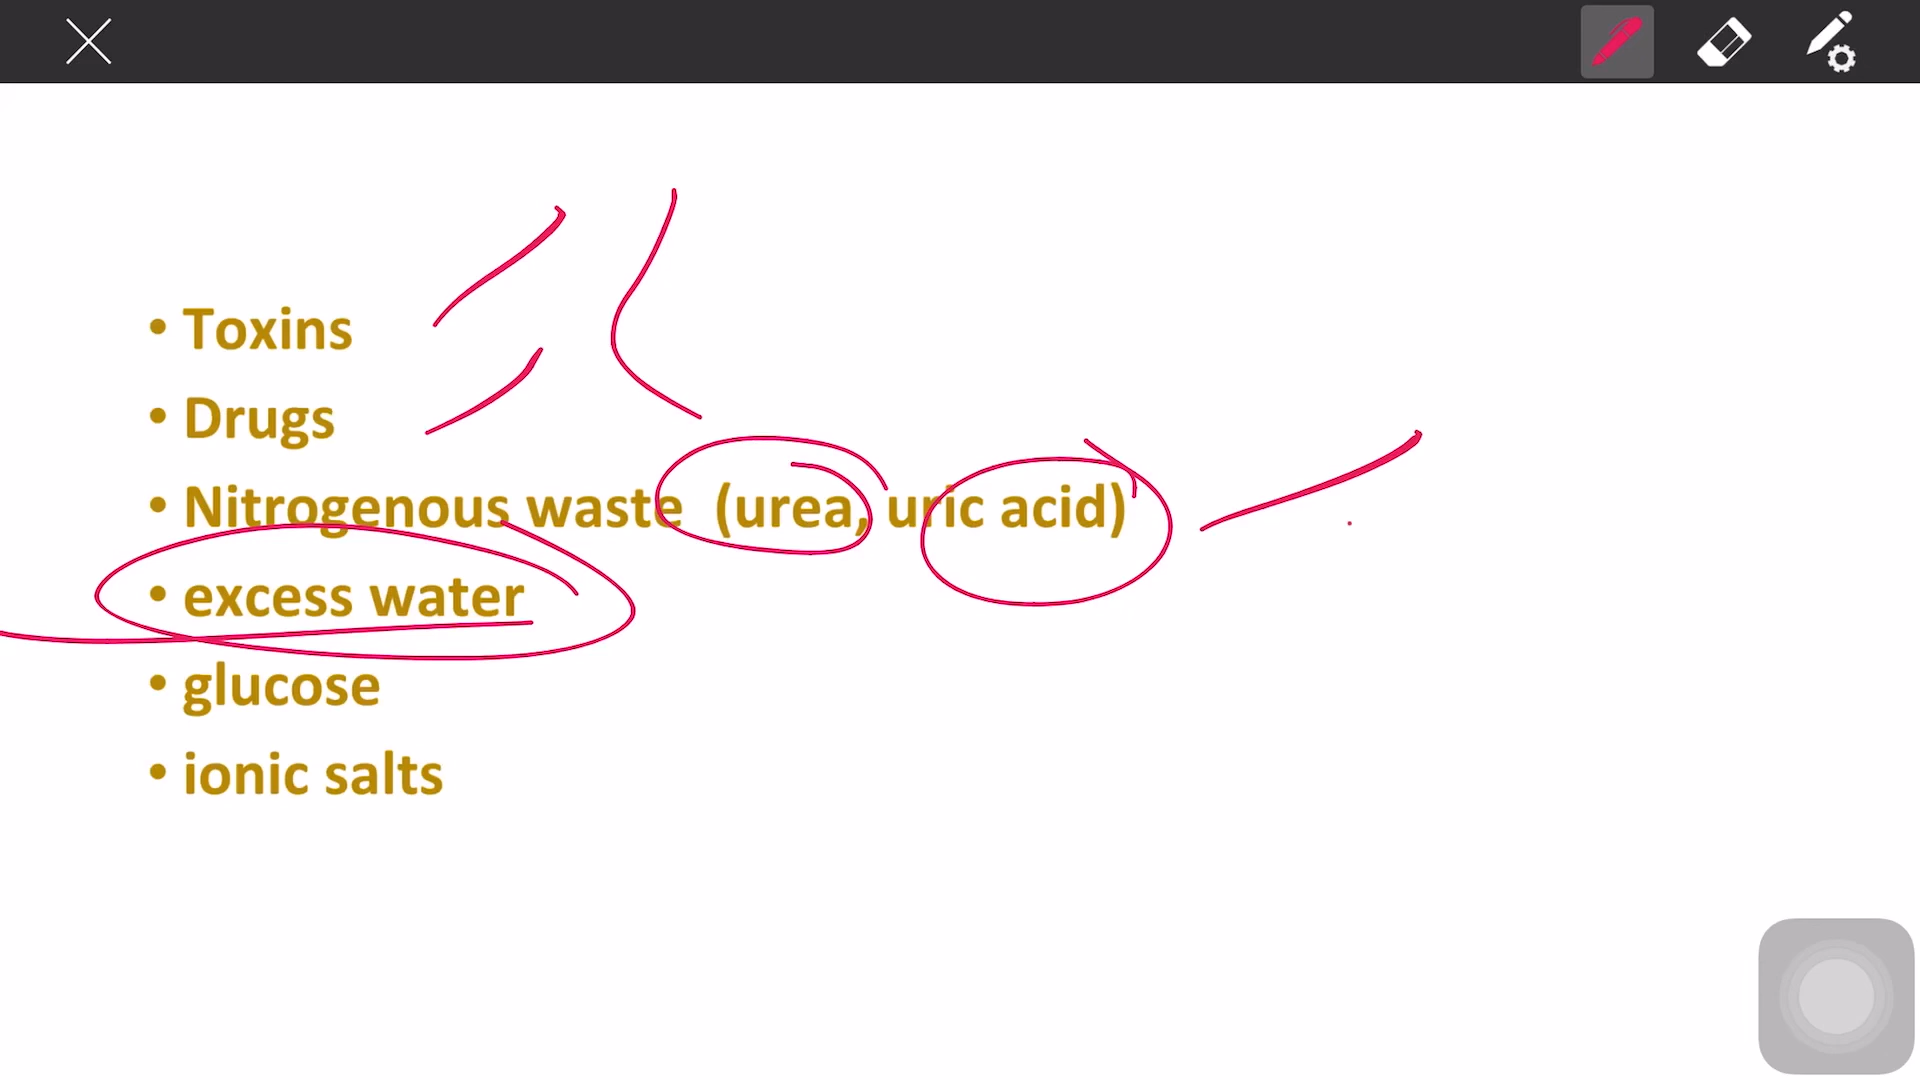 • Toxins
• Drugs
• Nitrogenous waste (urea, uric acid)
• excess water
• glucose
• ionic salts